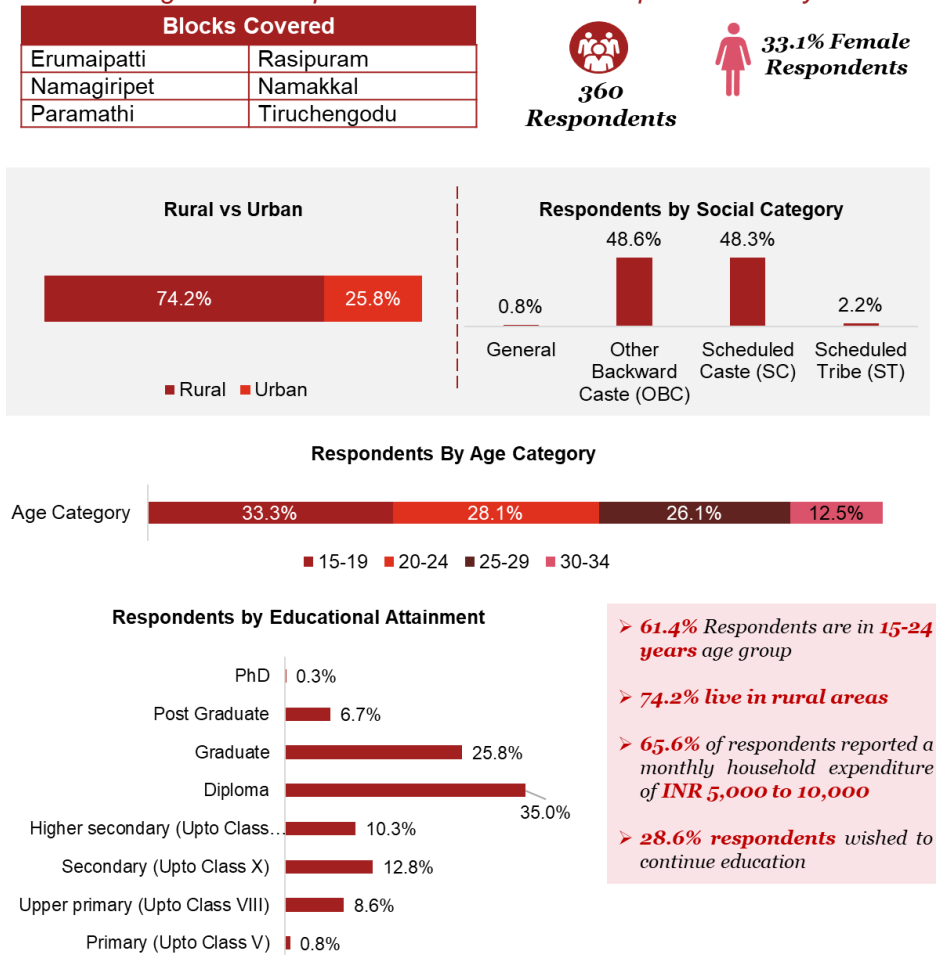 Blocks Covered
Erumaipatti Rasipuram
Namagiripet Namakkal
Paramathi Tiruchengodu
360
Respondents
33.1% Female
Respondents
Rural vs Urban
74.2% 25.8%
Rural Urban
Respondents by Social Category
0.8% 48.6% 48.3% 2.2%
General
Other
Backward
Caste (OBC)
Scheduled
Caste (SC)
Scheduled
Tribe (ST)
Respondents By Age Category
Age Category 33.3% 28.1% 26.1% 12.5%
15-19 20-24 25-29 30-34
Respondents by Educational Attainment
PhD 0.3%
Post Graduate 6.7%
Graduate 25.8%
Diploma 35.0%
Higher secondary (Upto Class... 10.3%
Secondary (Upto Class X) 12.8%
Upper primary (Upto Class VIII) 8.6%
Primary (Upto Class V) 0.8%
➢ 61.4% Respondents are in 15-24
years age group
➢ 74.2% live in rural areas
➢ 65.6% of respondents reported a
monthly household expenditure
of INR 5,000 to 10,000
➢ 28.6% respondents wished to
continue education